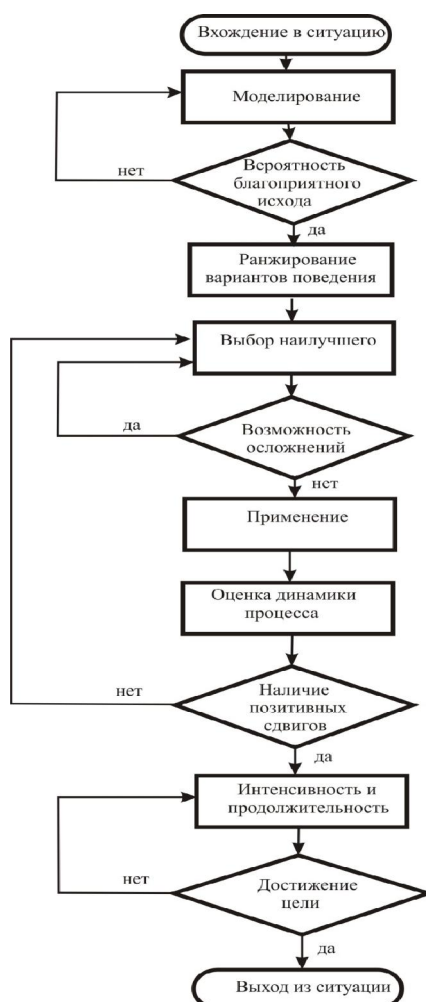 Вхождение в ситуацию
Моделирование
нет
Вероятность
благоприятного
исхода
да
Ранжирование
вариантов поведения
Выбор наилучшего
да
Возможность
осложнений
нет
Применение
Оценка динамики
процесса
нет
Наличие
позитивных
сдвигов
да
Интенсивность и
продолжительность
нет
Достижение
цели
да
Выход из ситуации